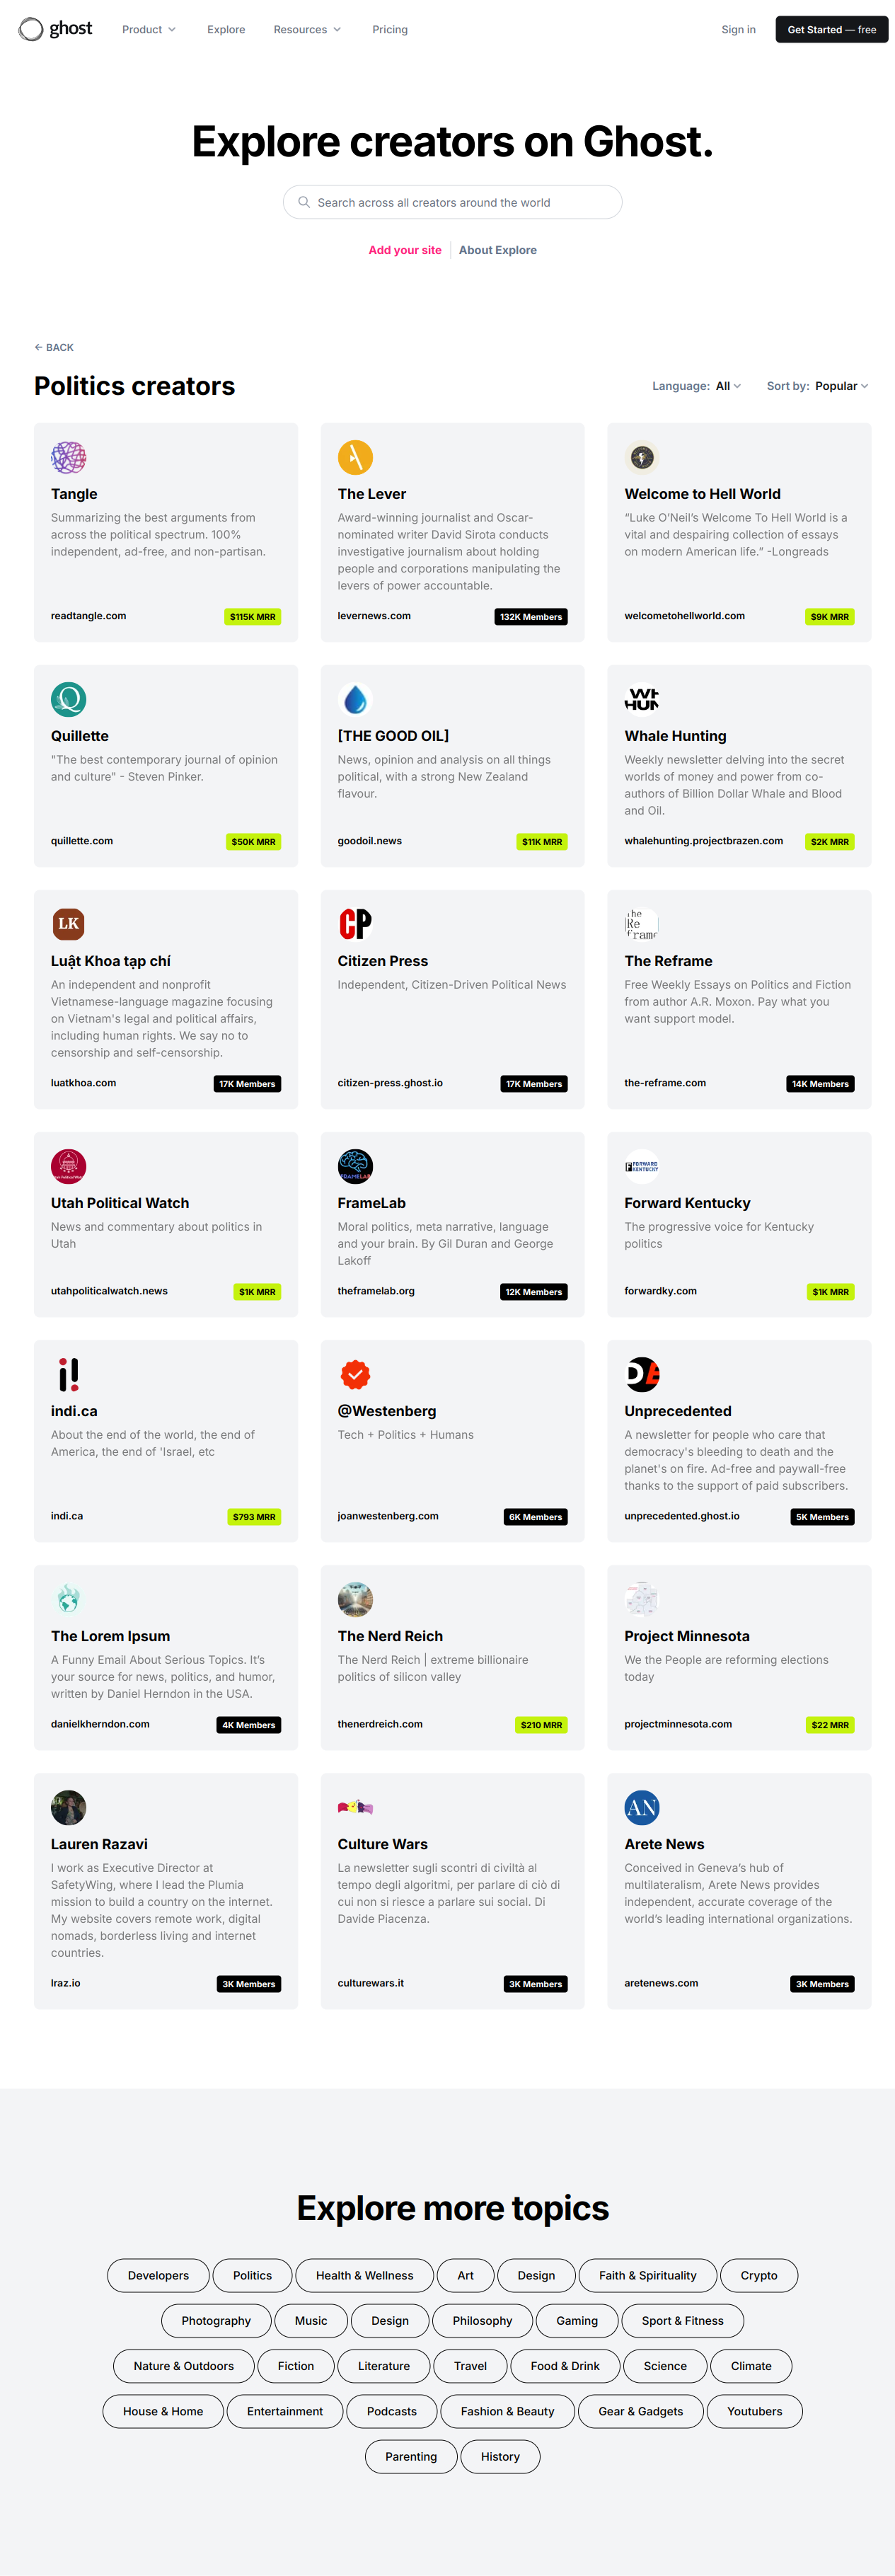 ghost
Product
Explore
Resources
Pricing
Sign in
Get Started — free
Explore creators on Ghost.
Search across all creators around the world
Add your site
About Explore
← BACK
Politics creators
Language: All
Sort by: Popular
Tangle
Summarizing the best arguments from
across the political spectrum. 100%
independent, ad-free, and non-partisan.
readtangle.com
$115K MRR
The Lever
Award-winning journalist and Oscar-
nominated writer David Sirota conducts
investigative journalism about holding
people and corporations manipulating the
levers of power accountable.
levernews.com
132K Members
Welcome to Hell World
“Luke O’Neil’s Welcome To Hell World is a
vital and despairing collection of essays
on modern American life.” -Longreads
welcometohellworld.com
$9K MRR
Q
Quillette
"The best contemporary journal of opinion
and culture" - Steven Pinker.
quillette.com
$50K MRR
[THE GOOD OIL]
News, opinion and analysis on all things
political, with a strong New Zealand
flavour.
goodoil.news
$11K MRR
Whale Hunting
Weekly newsletter delving into the secret
worlds of money and power from co-
authors of Billion Dollar Whale and Blood
and Oil.
whalehunting.projectbrazen.com
$2K MRR
LK
Luật Khoa tạp chí
An independent and nonprofit
Vietnamese-language magazine focusing
on Vietnam's legal and political affairs,
including human rights. We say no to
censorship and self-censorship.
luatkhoa.com
17K Members
CP
Citizen Press
Independent, Citizen-Driven Political News
citizen-press.ghost.io
17K Members
the
Re
frame
The Reframe
Free Weekly Essays on Politics and Fiction
from author A.R. Moxon. Pay what you
want support model.
the-reframe.com
14K Members
Utah Political Watch
News and commentary about politics in
Utah
utahpoliticalwatch.news
$1K MRR
FRAMELAB
FrameLab
Moral politics, meta narrative, language
and your brain. By Gil Duran and George
Lakoff
theframelab.org
12K Members
FORWARD
KENTUCKY
Forward Kentucky
The progressive voice for Kentucky
politics
forwardky.com
$1K MRR
i!
indi.ca
About the end of the world, the end of
America, the end of 'Israel, etc
indi.ca
$793 MRR
@Westenberg
Tech + Politics + Humans
joanwestenberg.com
6K Members
Unprecedented
A newsletter for people who care that
democracy's bleeding to death and the
planet's on fire. Ad-free and paywall-free
thanks to the support of paid subscribers.
unprecedented.ghost.io
5K Members
The Lorem Ipsum
A Funny Email About Serious Topics. It’s
your source for news, politics, and humor,
written by Daniel Herndon in the USA.
danielkherndon.com
4K Members
The Nerd Reich
The Nerd Reich | extreme billionaire
politics of silicon valley
thenerdreich.com
$210 MRR
Project Minnesota
We the People are reforming elections
today
projectminnesota.com
$22 MRR
Lauren Razavi
I work as Executive Director at
SafetyWing, where I lead the Plumia
mission to build a country on the internet.
My website covers remote work, digital
nomads, borderless living and internet
countries.
lraz.io
3K Members
Culture Wars
La newsletter sugli scontri di civiltà al
tempo degli algoritmi, per parlare di ciò di
cui non si riesce a parlare sui social. Di
Davide Piacenza.
culturewars.it
3K Members
AN
Arete News
Conceived in Geneva’s hub of
multilateralism, Arete News provides
independent, accurate coverage of the
world’s leading international organizations.
aretenews.com
3K Members
Explore more topics
Developers
Politics
Health & Wellness
Art
Design
Faith & Spirituality
Crypto
Photography
Music
Design
Philosophy
Gaming
Sport & Fitness
Nature & Outdoors
Fiction
Literature
Travel
Food & Drink
Science
Climate
House & Home
Entertainment
Podcasts
Fashion & Beauty
Gear & Gadgets
Youtubers
Parenting
History